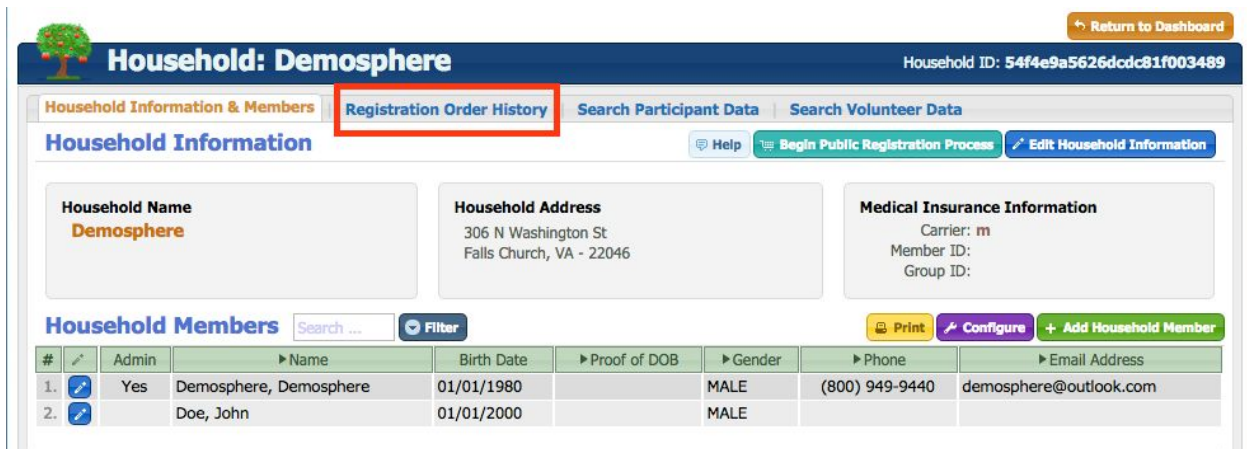 Return to Dashboard
Household: Demosphere
Household ID: 54f4e9a5626dcdc81f003489
Household Information & Members | Registration Order History | Search Participant Data | Search Volunteer Data
Household Information
Help
Begin Public Registration Process
Edit Household Information
Household Name
Demosphere
Household Address
306 N Washington St
Falls Church, VA - 22046
Medical Insurance Information
Carrier: m
Member ID:
Group ID:
Household Members
Search ...
Filter
Print
Configure
+ Add Household Member
# Admin Name Birth Date Proof of DOB Gender Phone Email Address
1. Yes Demosphere, Demosphere 01/01/1980 MALE (800) 949-9440 demosphere@outlook.com
2. Doe, John 01/01/2000 MALE